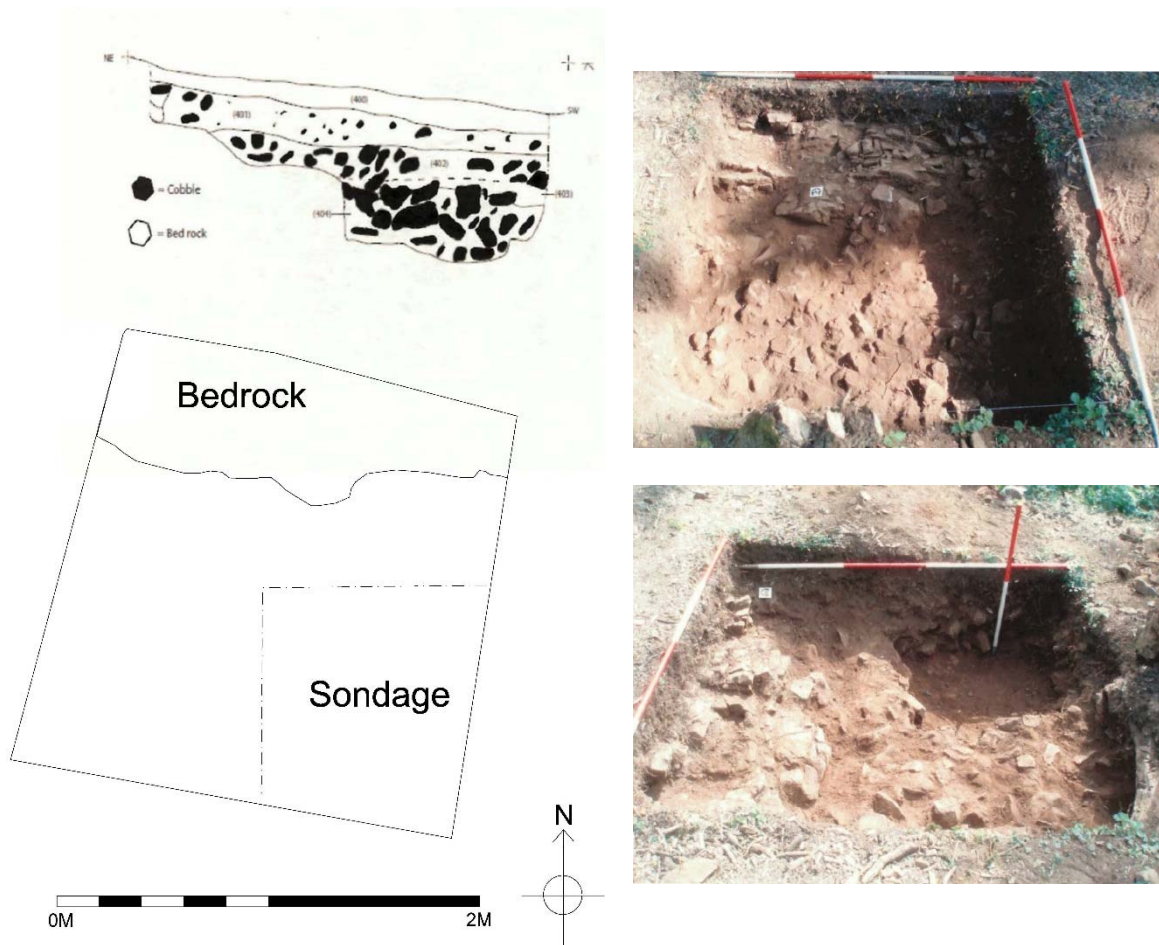 NE
(400)
SW
(401)
(402)
(403)
(404)
= Cobble
= Bed rock
Bedrock
Sondage
N
0M 2M